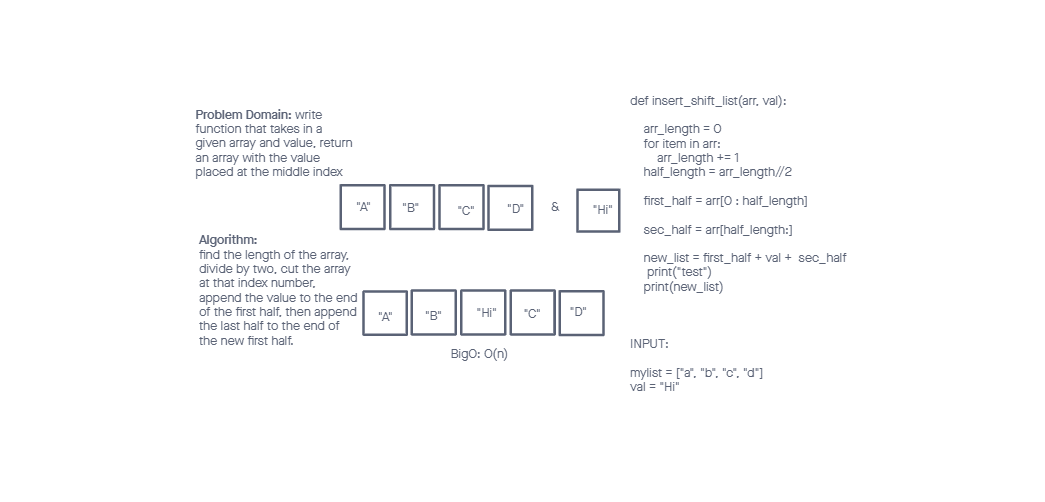 Problem Domain: write
function that takes in a
given array and value, return
an array with the value
placed at the middle index
"A" "B" "C" "D" & "Hi"
Algorithm:
find the length of the array,
divide by two, cut the array
at that index number,
append the value to the end
of the first half, then append
the last half to the end of
the new first half.
"A" "B" "Hi" "C" "D"
BigO: O(n)
def insert_shift_list(arr, val):
arr_length = 0
for item in arr:
arr_length += 1
half_length = arr_length//2
first_half = arr[0 : half_length]
sec_half = arr[half_length:]
new_list = first_half + val + sec_half
print("test")
print(new_list)
INPUT:
mylist = ["a", "b", "c", "d"]
val = "Hi"